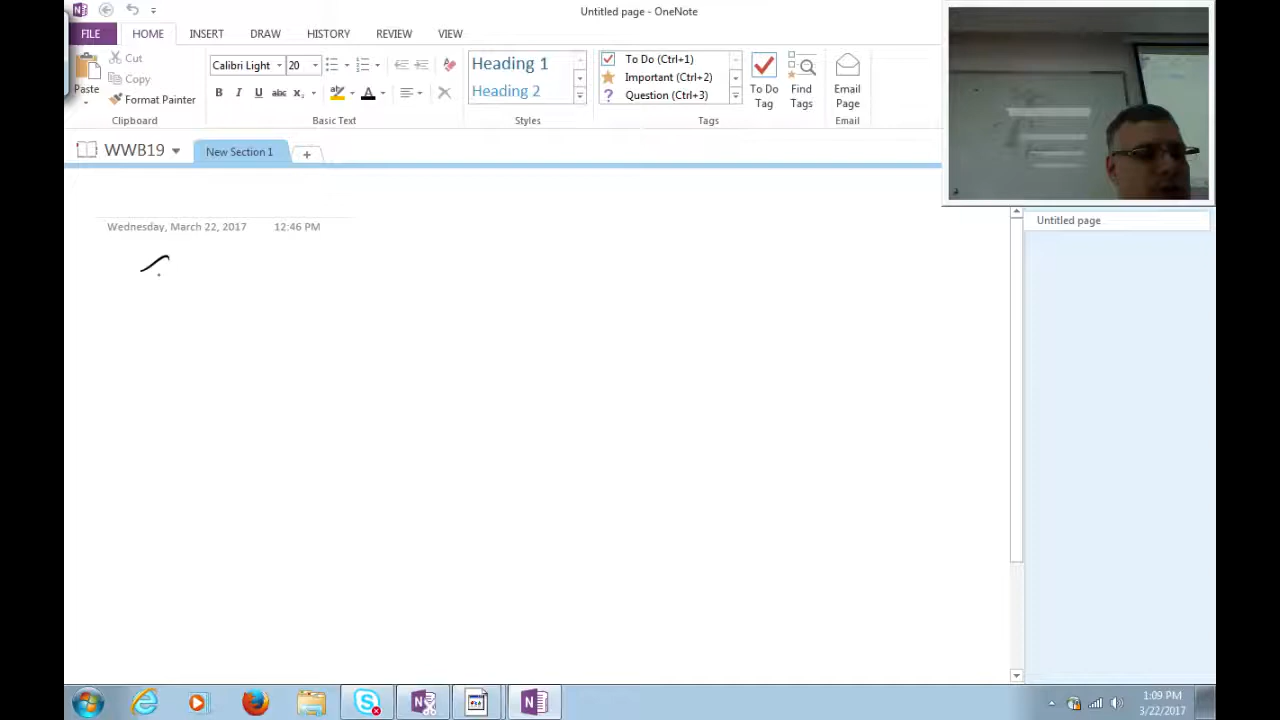 Untitled page - OneNote
FILE HOME INSERT DRAW HISTORY REVIEW VIEW
Paste
Cut
Copy
Format Painter
Clipboard
Calibri Light 20
B I U abc x₂ A
Basic Text
Heading 1
Heading 2
Styles
To Do (Ctrl+1)
Important (Ctrl+2)
Question (Ctrl+3)
Tags
To Do
Tag
Find
Tags
Email
Page
Email
WWB19 New Section 1 +
Untitled page
Wednesday, March 22, 2017 12:46 PM
1:09 PM
3/22/2017